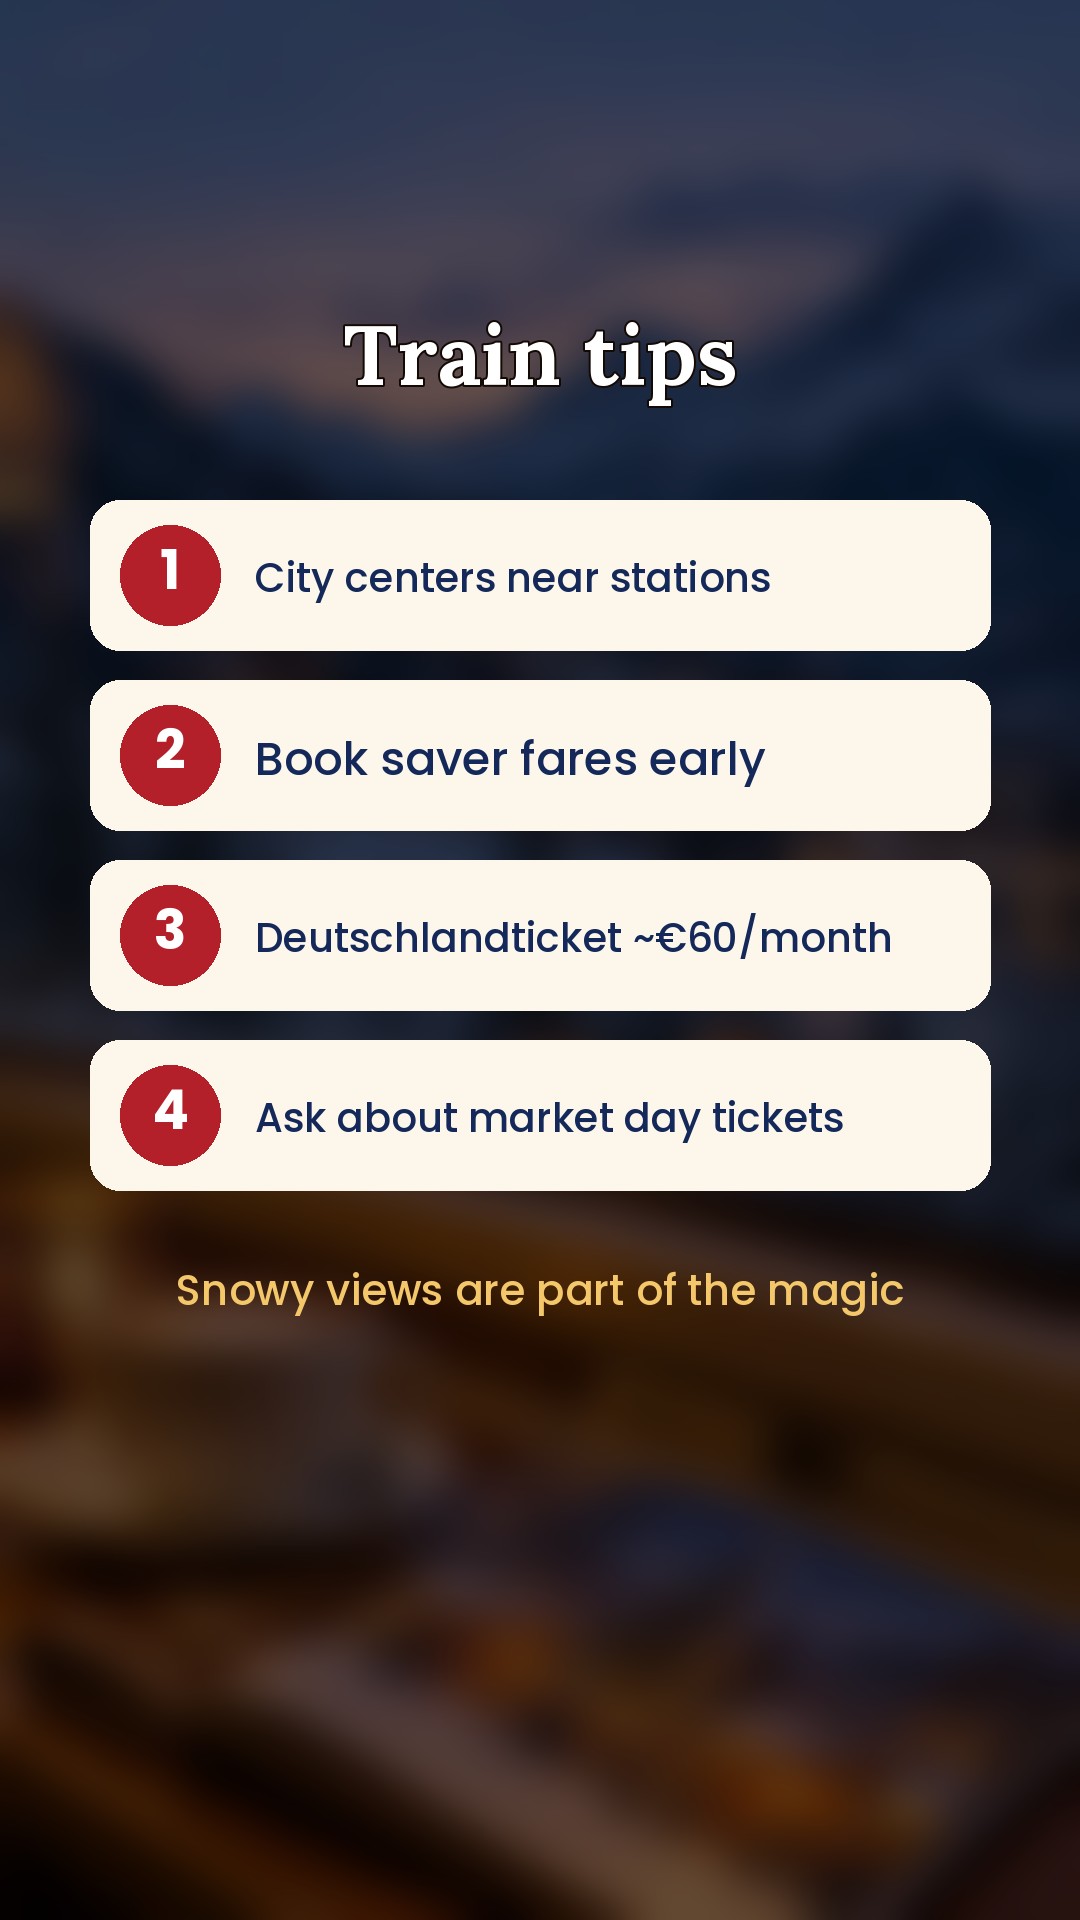 Train tips
1 City centers near stations
2 Book saver fares early
3 Deutschlandticket ~€60/month
4 Ask about market day tickets
Snowy views are part of the magic